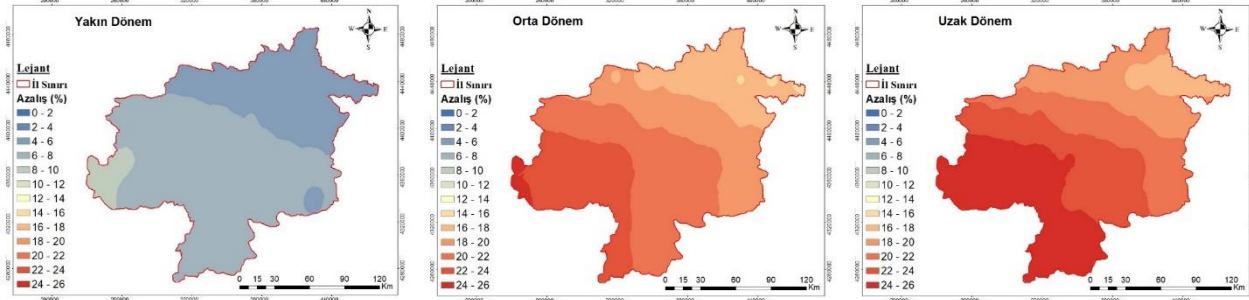 Yakın Dönem
N
W E
S
Lejant
İl Sınırı
Azalış (%)
0 - 2
2 - 4
4 - 6
6 - 8
8 - 10
10 - 12
12 - 14
14 - 16
16 - 18
18 - 20
20 - 22
22 - 24
24 - 26
0 15 30 60 90 120
Km
Orta Dönem
N
W E
S
Lejant
İl Sınırı
Azalış (%)
0 - 2
2 - 4
4 - 6
6 - 8
8 - 10
10 - 12
12 - 14
14 - 16
16 - 18
18 - 20
20 - 22
22 - 24
24 - 26
0 15 30 60 90 120
Km
Uzak Dönem
N
W E
S
Lejant
İl Sınırı
Azalış (%)
0 - 2
2 - 4
4 - 6
6 - 8
8 - 10
10 - 12
12 - 14
14 - 16
16 - 18
18 - 20
20 - 22
22 - 24
24 - 26
0 15 30 60 90 120
Km